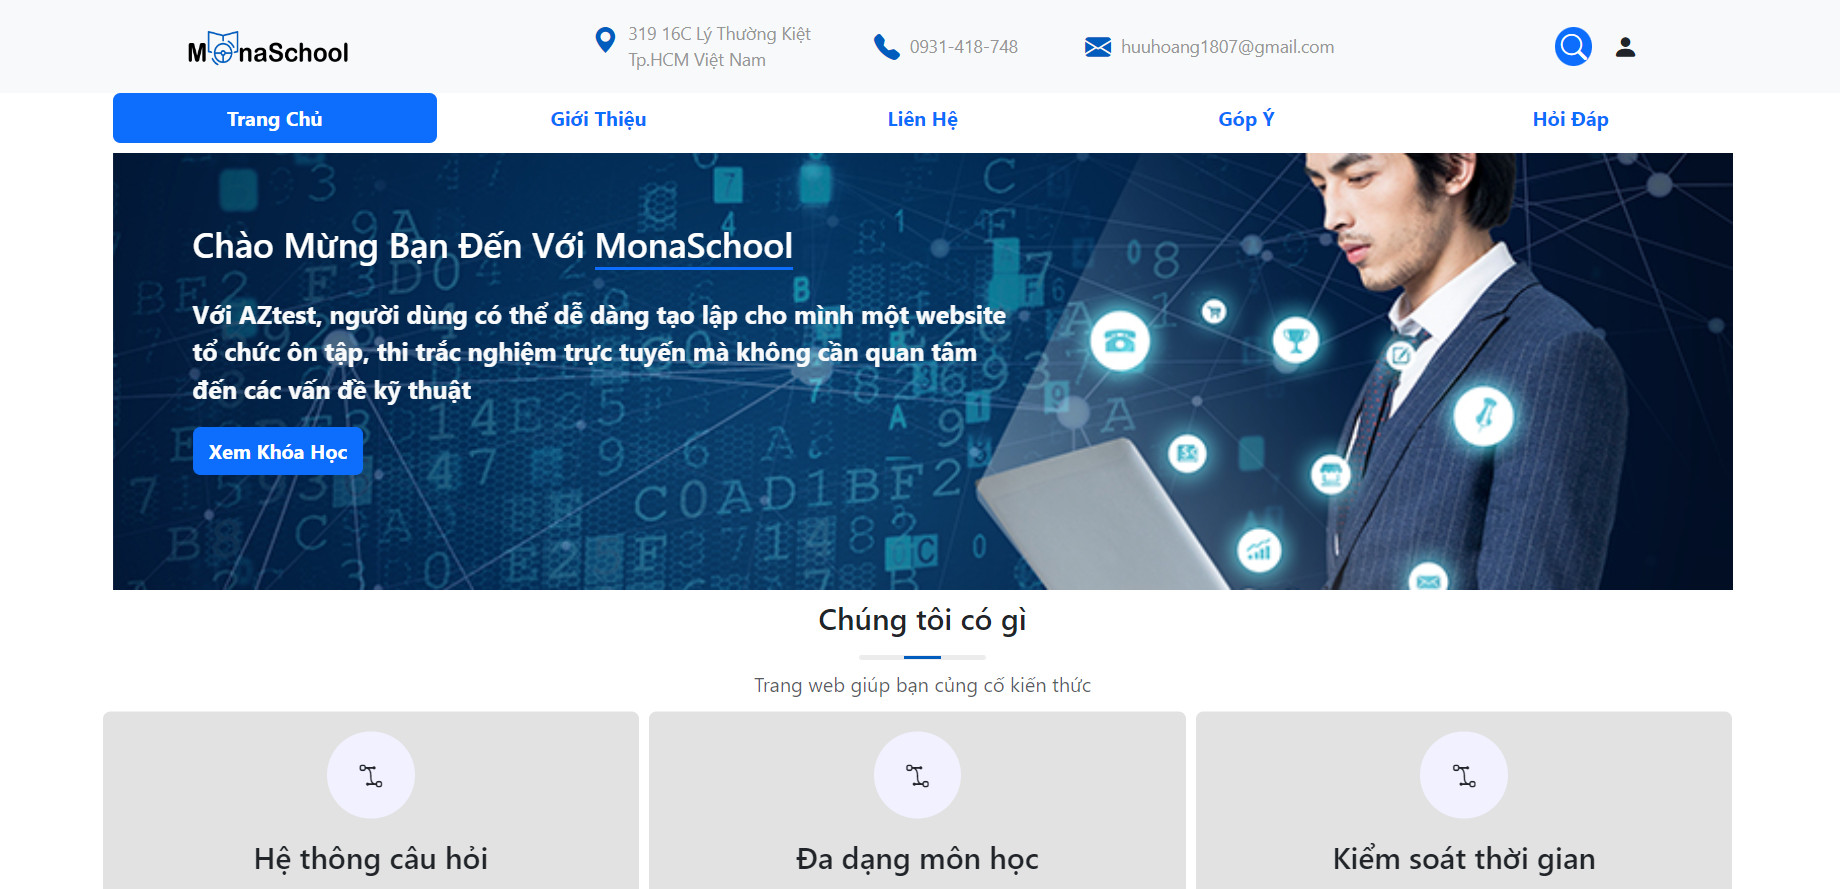 MonaSchool
319 16C Lý Thường Kiệt
Tp.HCM Việt Nam
0931-418-748
huuhoang1807@gmail.com
Trang Chủ
Giới Thiệu
Liên Hệ
Góp Ý
Hỏi Đáp
Chào Mừng Bạn Đến Với MonaSchool
Với AZtest, người dùng có thể dễ dàng tạo lập cho mình một website
tổ chức ôn tập, thi trắc nghiệm trực tuyến mà không cần quan tâm
đến các vấn đề kỹ thuật
Xem Khóa Học
C0AD1BF2
Chúng tôi có gì
Trang web giúp bạn củng cố kiến thức
Hệ thông câu hỏi
Đa dạng môn học
Kiểm soát thời gian